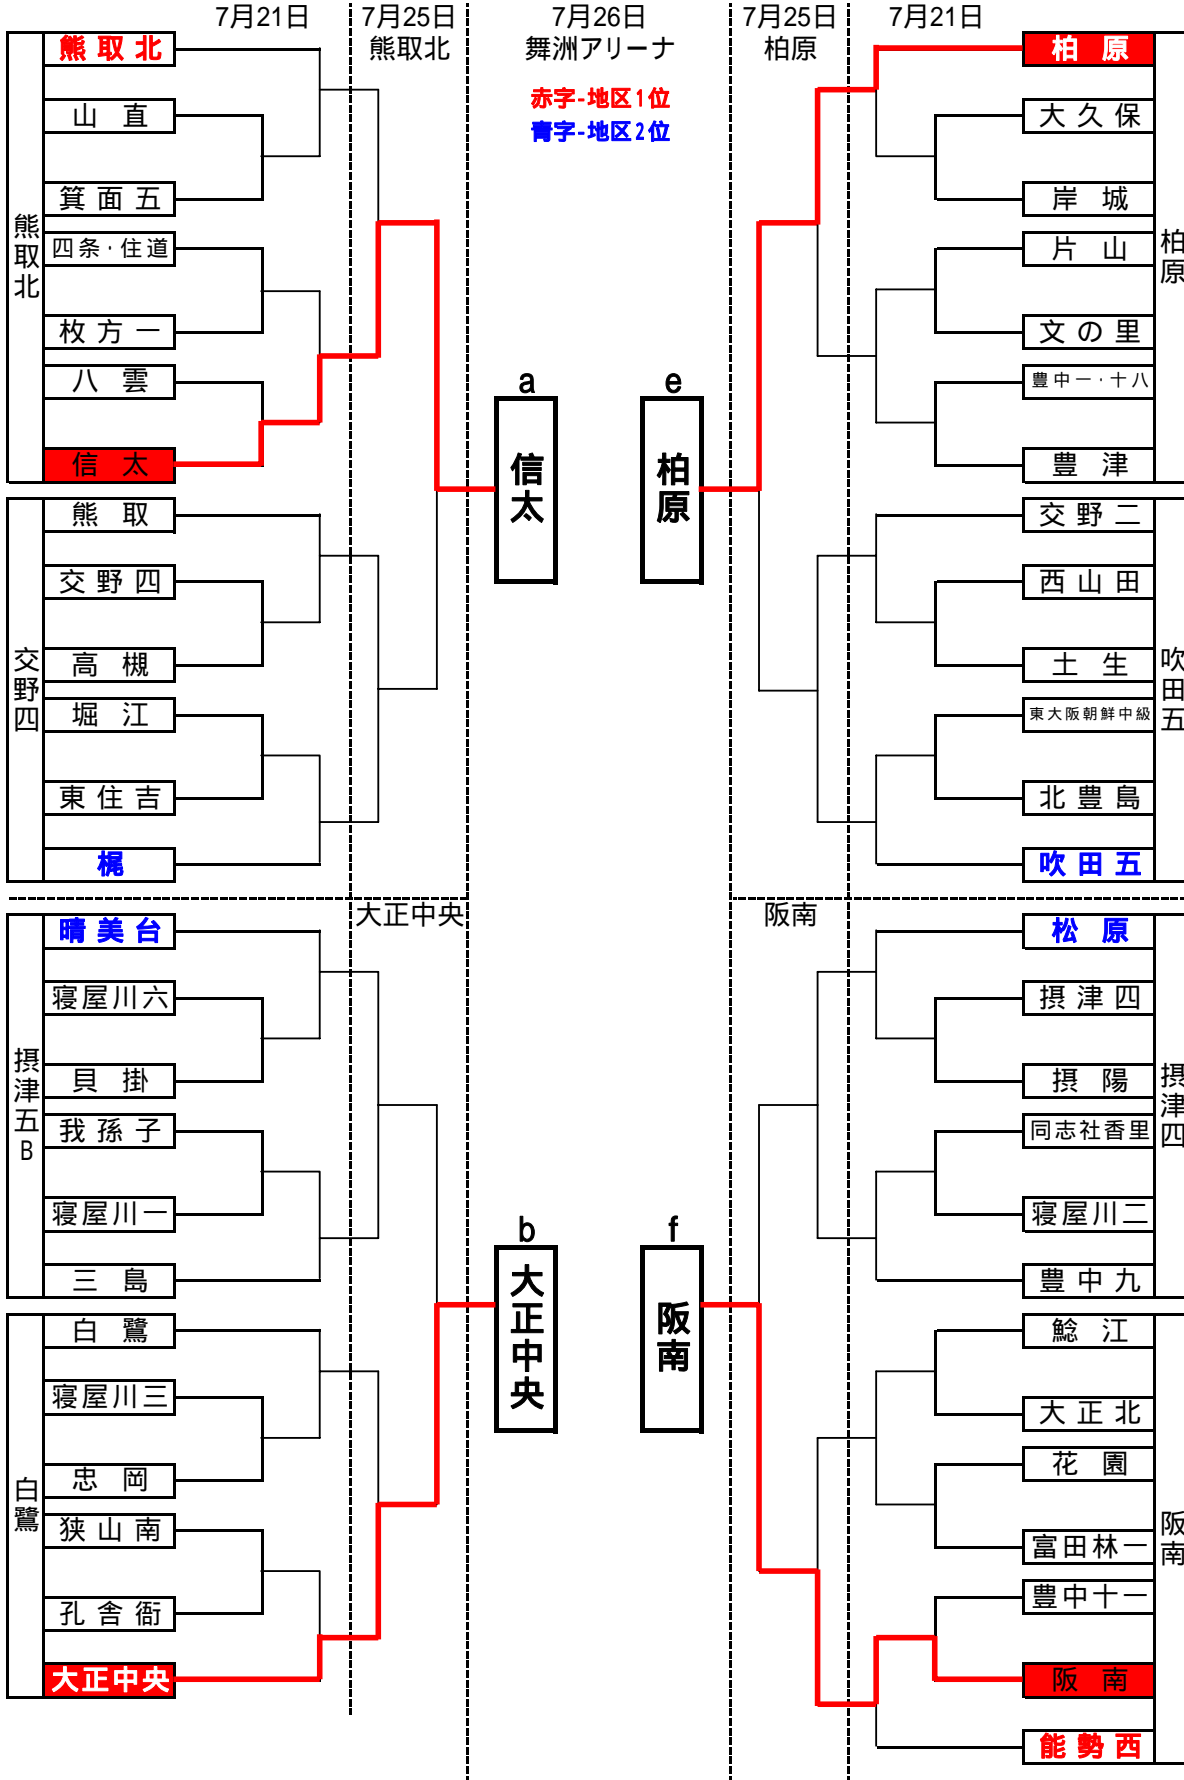 7月21日
7月25日
7月26日
7月25日
7月21日
熊取北
舞洲アリーナ
柏原
赤字-地区1位
青字-地区2位
熊取北
熊取北
山直
箕面五
四条・住道
枚方一
八雲
信太
交野四
熊取
交野四
高槻
堀江
東住吉
梶
大正中央
摂津五B
晴美台
寝屋川六
貝掛
我孫子
寝屋川一
三島
白鷺
白鷺
寝屋川三
忠岡
狭山南
孔舎衙
大正中央
a
信太
b
大正中央
e
柏原
f
阪南
柏原
大久保
岸城
片山
文の里
豊中一・十八
豊津
柏原
交野二
西山田
土生
東大阪朝鮮中級
北豊島
吹田五
吹田五
阪南
松原
摂津四
摂陽
同志社香里
寝屋川二
豊中九
摂津四
鯰江
大正北
花園
富田林一
豊中十一
阪南
能勢西
阪南